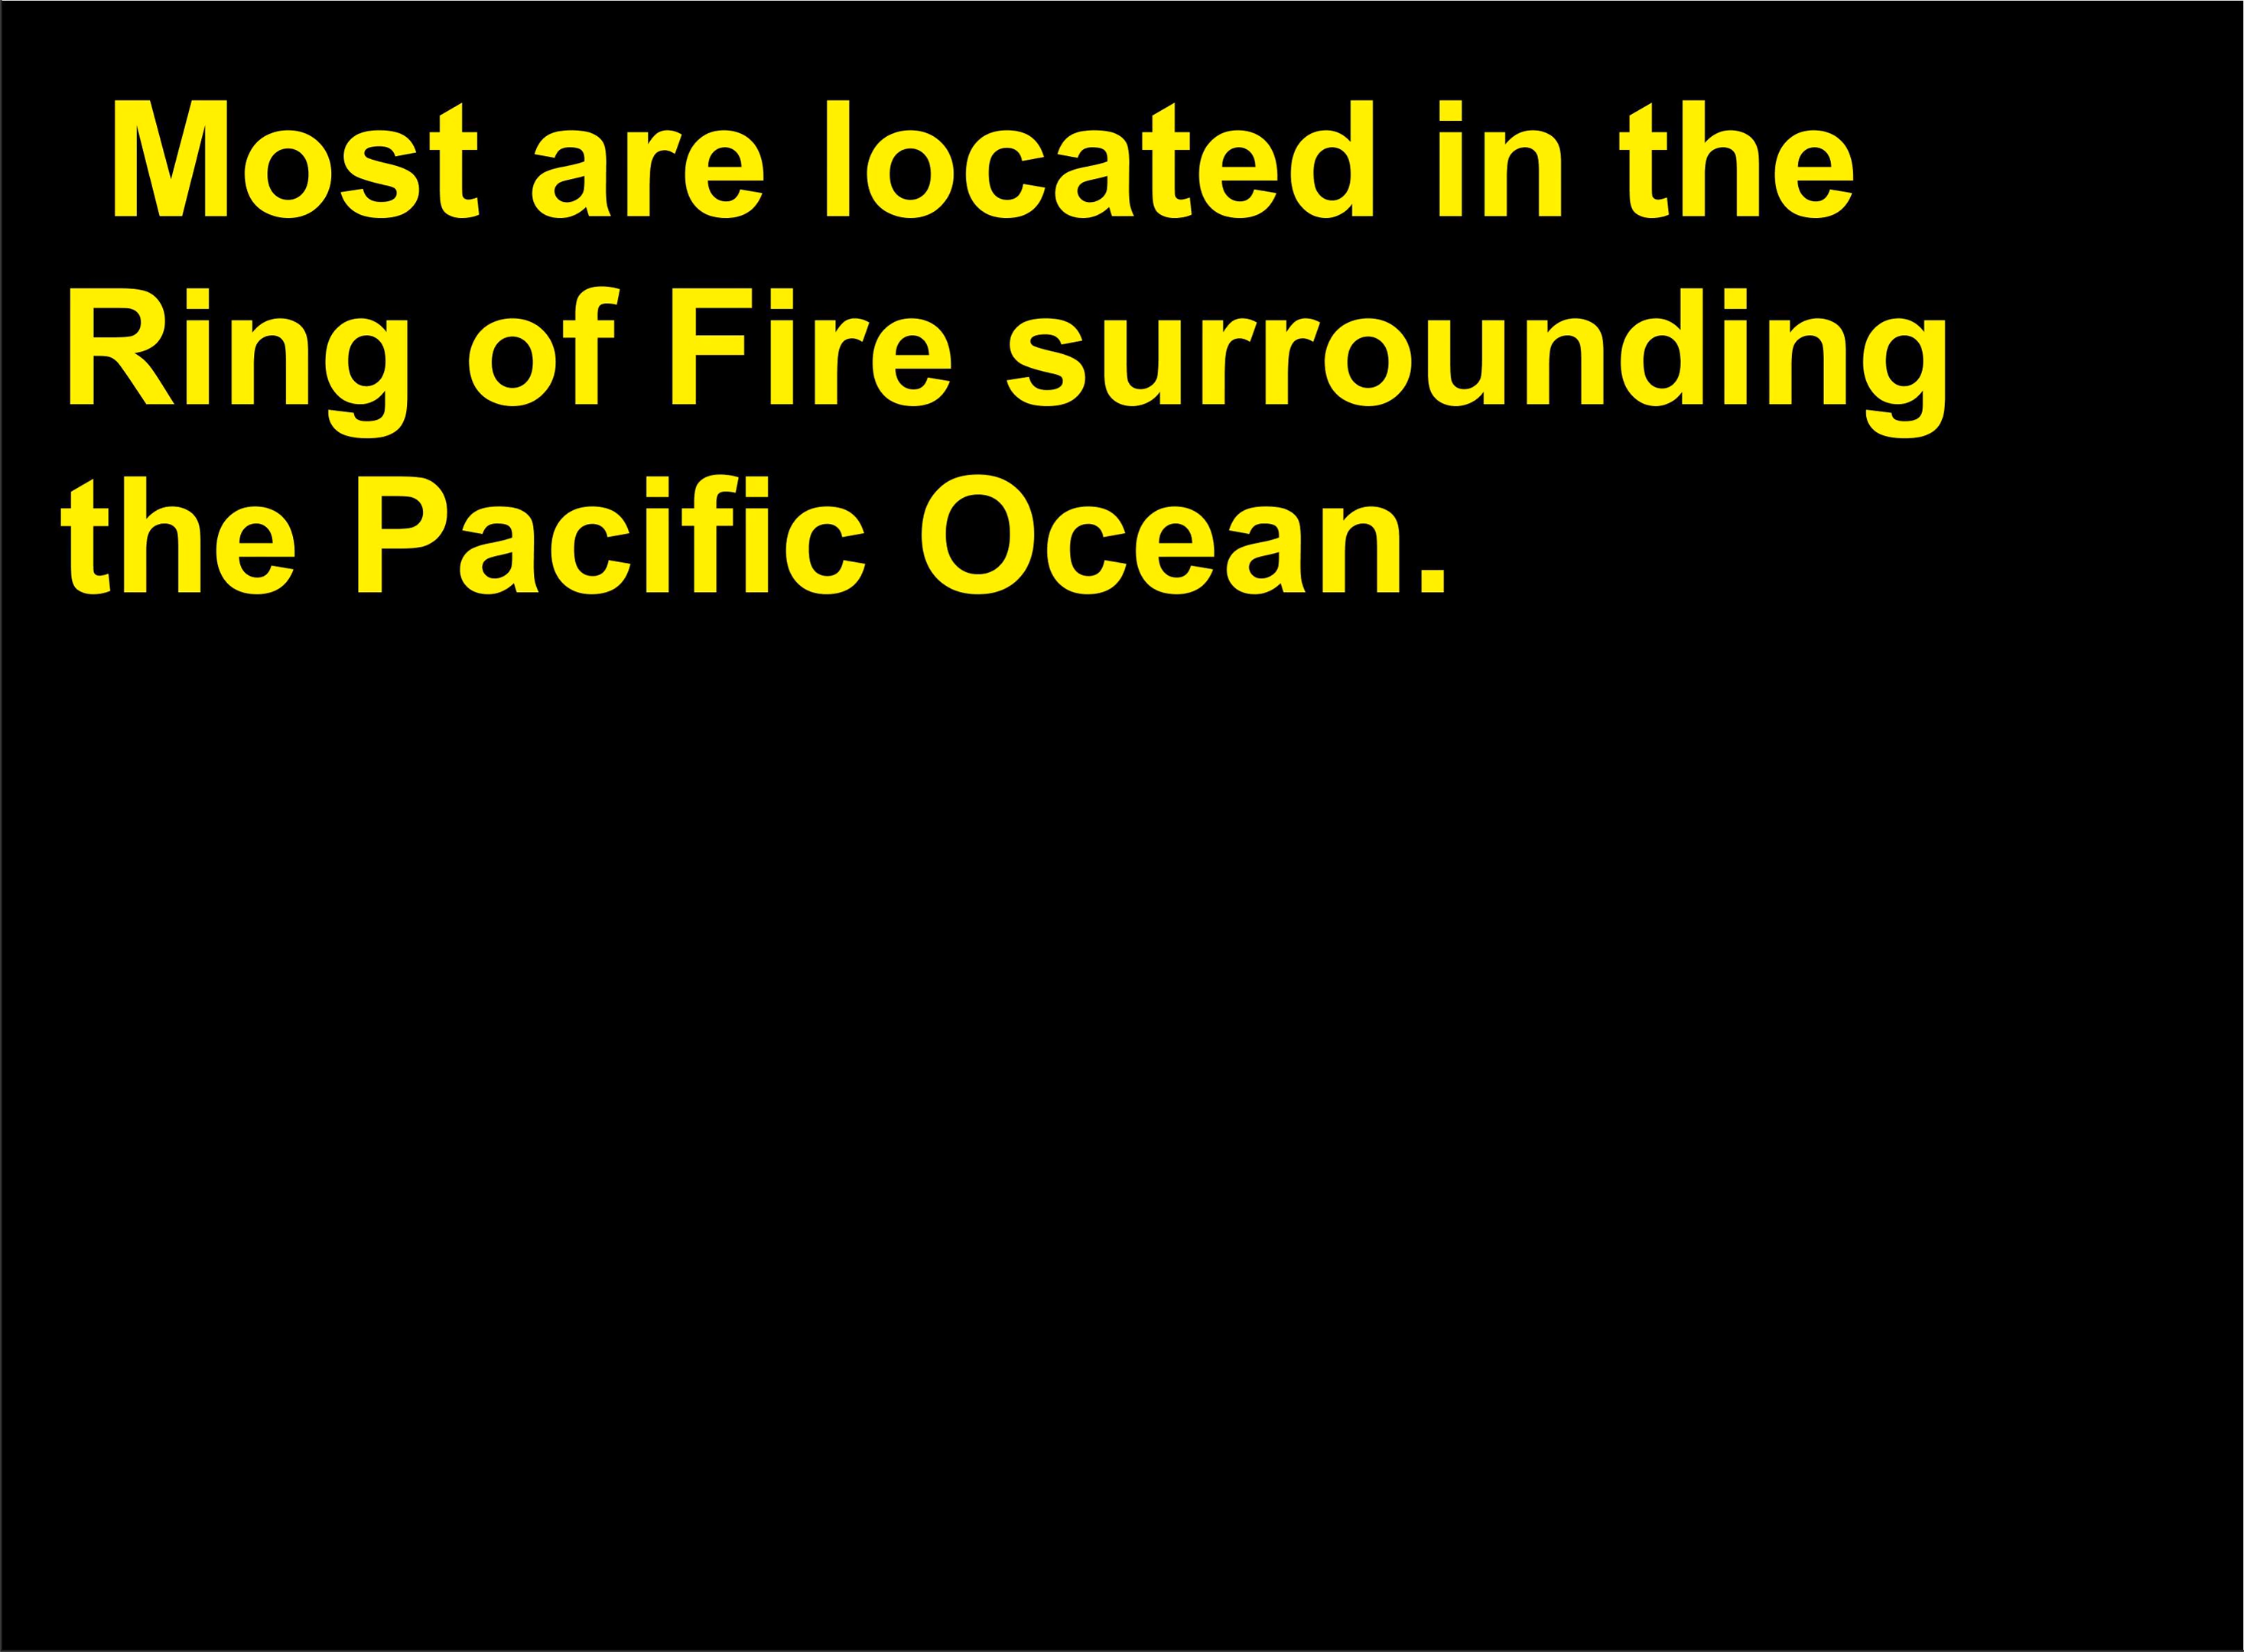 Most are located in the
Ring of Fire surrounding
the Pacific Ocean.